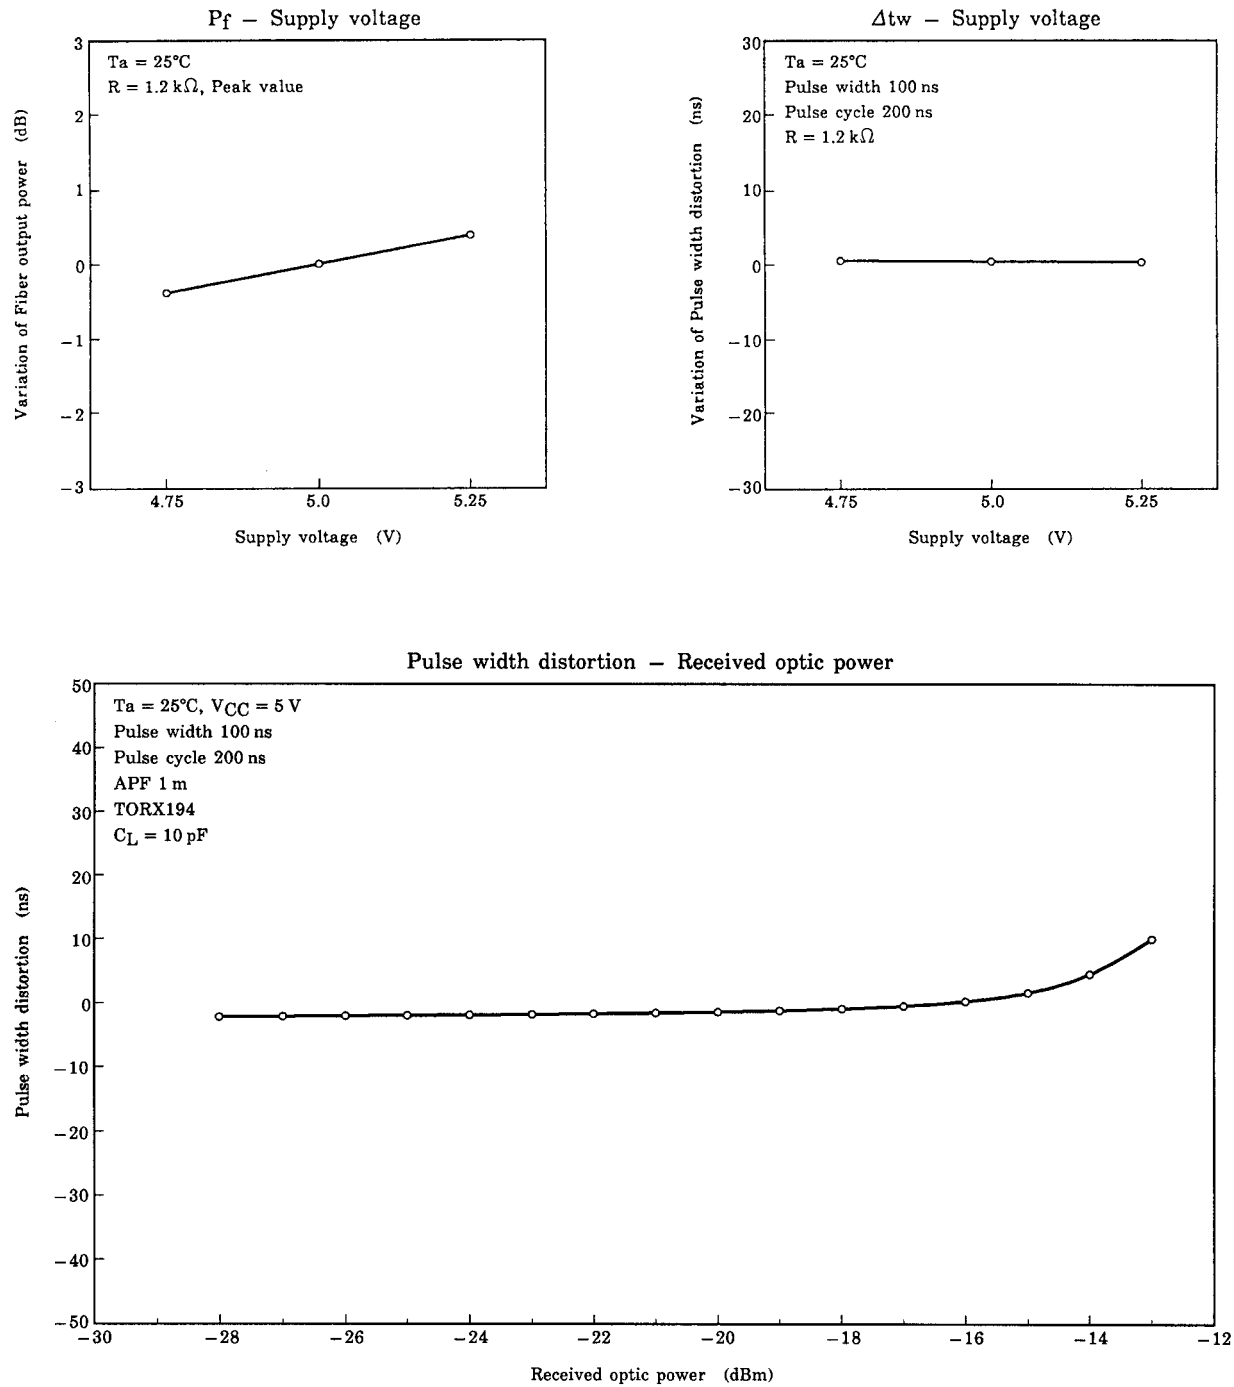 Pf − Supply voltage
3
2
1
0
−1
−2
−3
Variation of Fiber output power (dB)
Ta = 25°C
R = 1.2 kΩ, Peak value
4.75 5.0 5.25
Supply voltage (V)
Δtw − Supply voltage
30
20
10
0
−10
−20
−30
Variation of Pulse width distortion (ns)
Ta = 25°C
Pulse width 100 ns
Pulse cycle 200 ns
R = 1.2 kΩ
4.75 5.0 5.25
Supply voltage (V)
Pulse width distortion − Received optic power
50
40
30
20
10
0
−10
−20
−30
−40
−50
Pulse width distortion (ns)
Ta = 25°C, VCC = 5 V
Pulse width 100 ns
Pulse cycle 200 ns
APF 1 m
TORX194
CL = 10 pF
−30 −28 −26 −24 −22 −20 −18 −16 −14 −12
Received optic power (dBm)